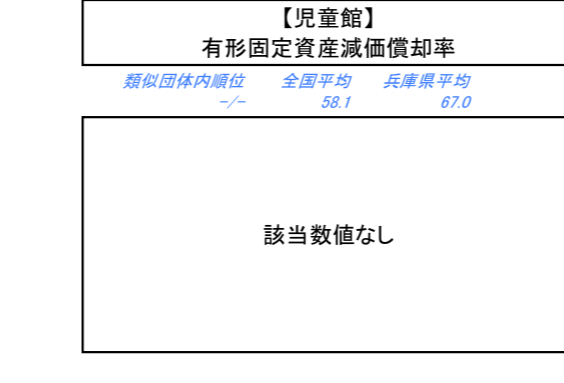 【児童館】
有形固定資産減価償却率
類似団体内順位 全国平均 兵庫県平均
-/- 58.1 67.0
該当数値なし